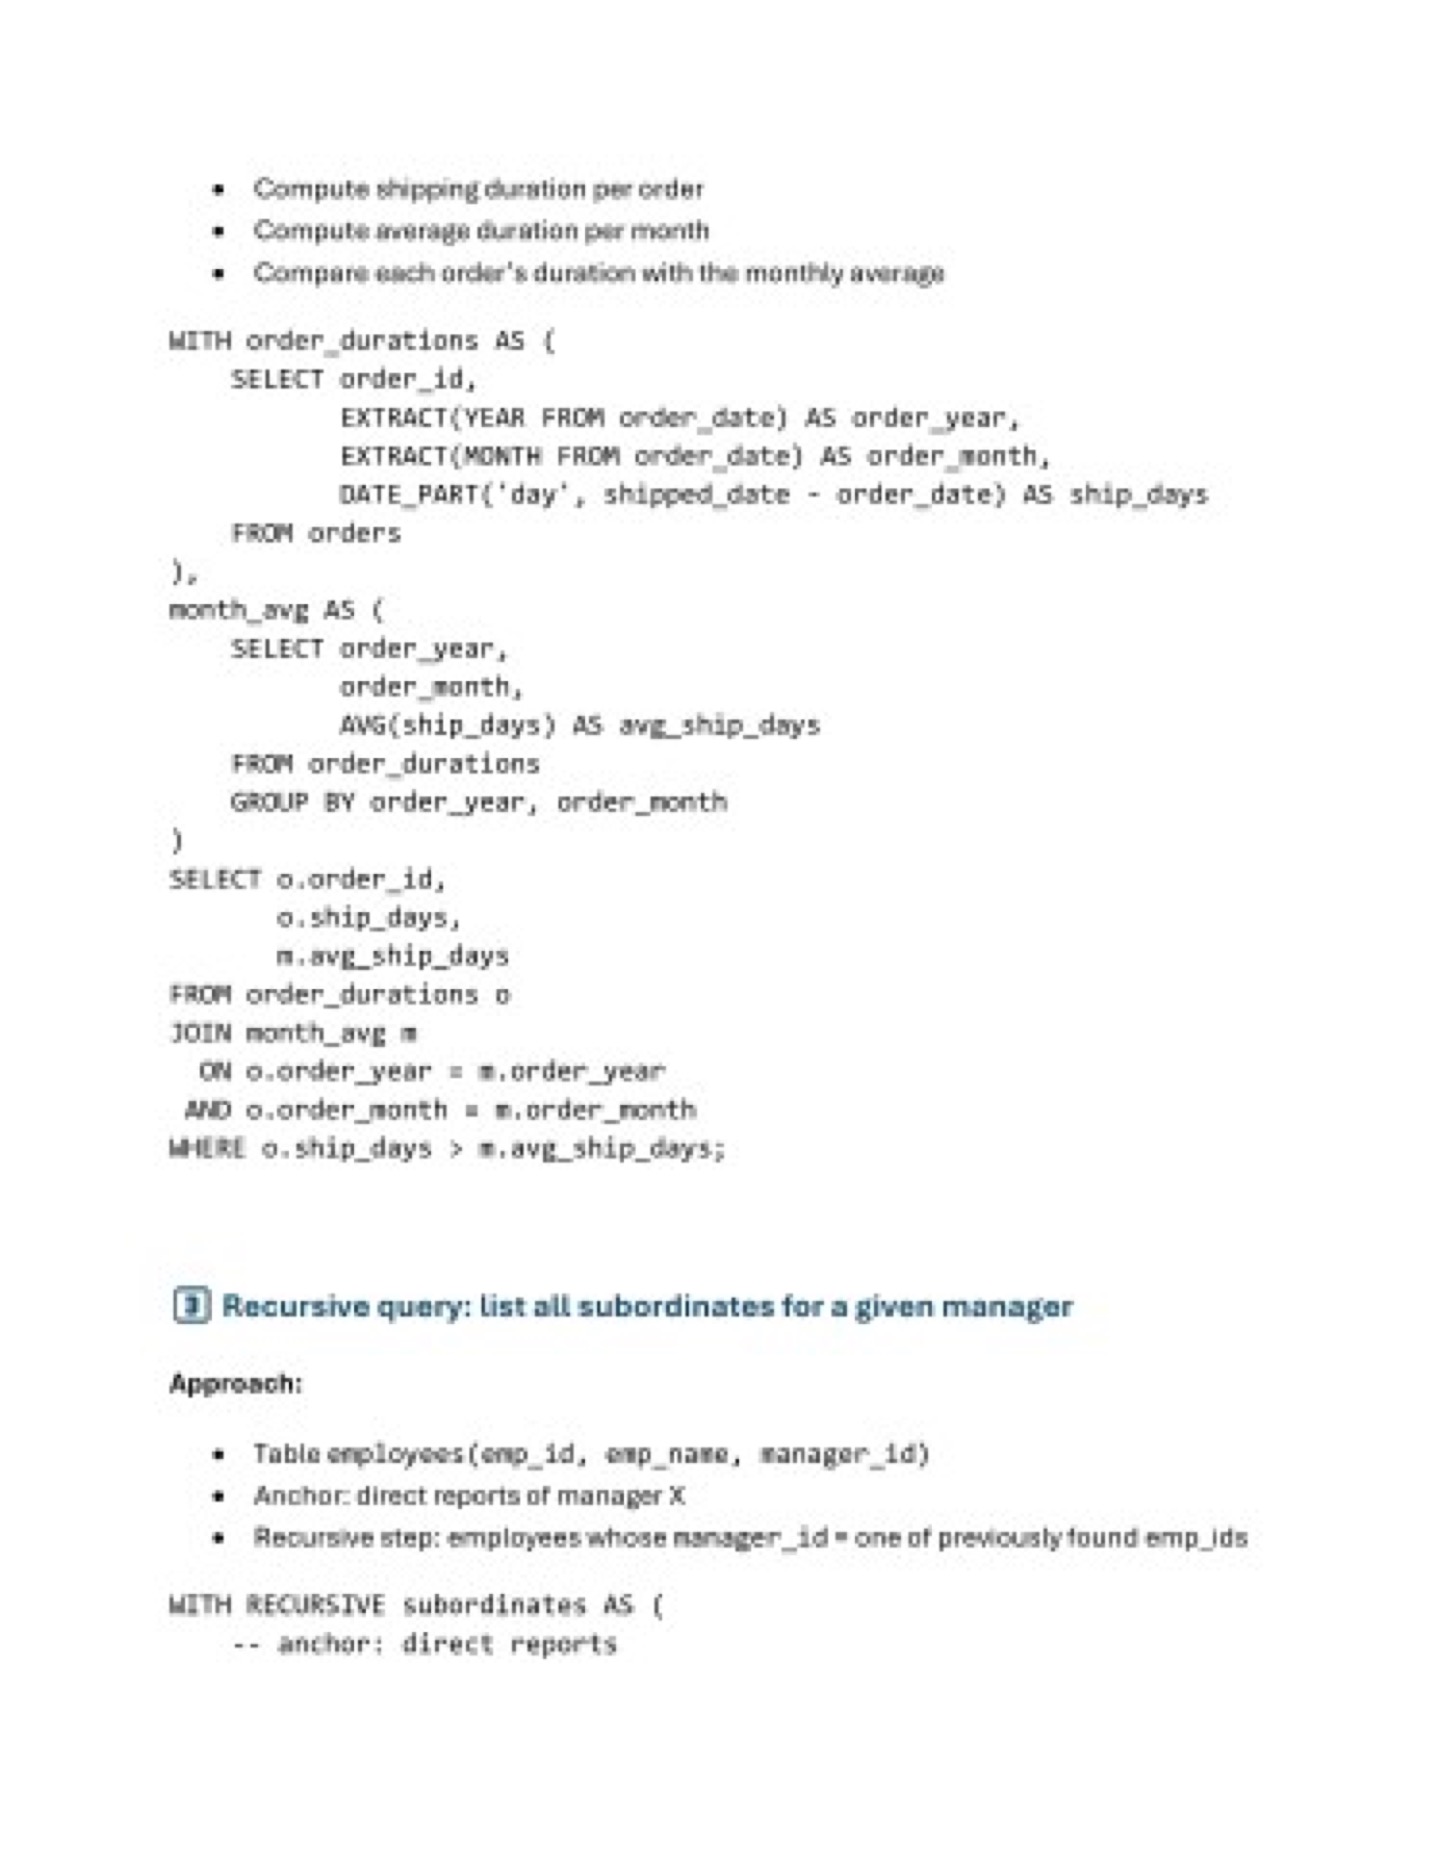 • Compute shipping duration per order
• Compute average duration per month
• Compare each order's duration with the monthly average
WITH order_durations AS (
    SELECT order_id,
           EXTRACT(YEAR FROM order_date) AS order_year,
           EXTRACT(MONTH FROM order_date) AS order_month,
           DATE_PART('day', shipped_date - order_date) AS ship_days
    FROM orders
),
month_avg AS (
    SELECT order_year,
           order_month,
           AVG(ship_days) AS avg_ship_days
    FROM order_durations
    GROUP BY order_year, order_month
)
SELECT o.order_id,
       o.ship_days,
       m.avg_ship_days
FROM order_durations o
JOIN month_avg m
  ON o.order_year = m.order_year
 AND o.order_month = m.order_month
WHERE o.ship_days > m.avg_ship_days;
3 Recursive query: list all subordinates for a given manager
Approach:
• Table employees(emp_id, emp_name, manager_id)
• Anchor: direct reports of manager X
• Recursive step: employees whose manager_id = one of previously found emp_ids
WITH RECURSIVE subordinates AS (
    -- anchor: direct reports